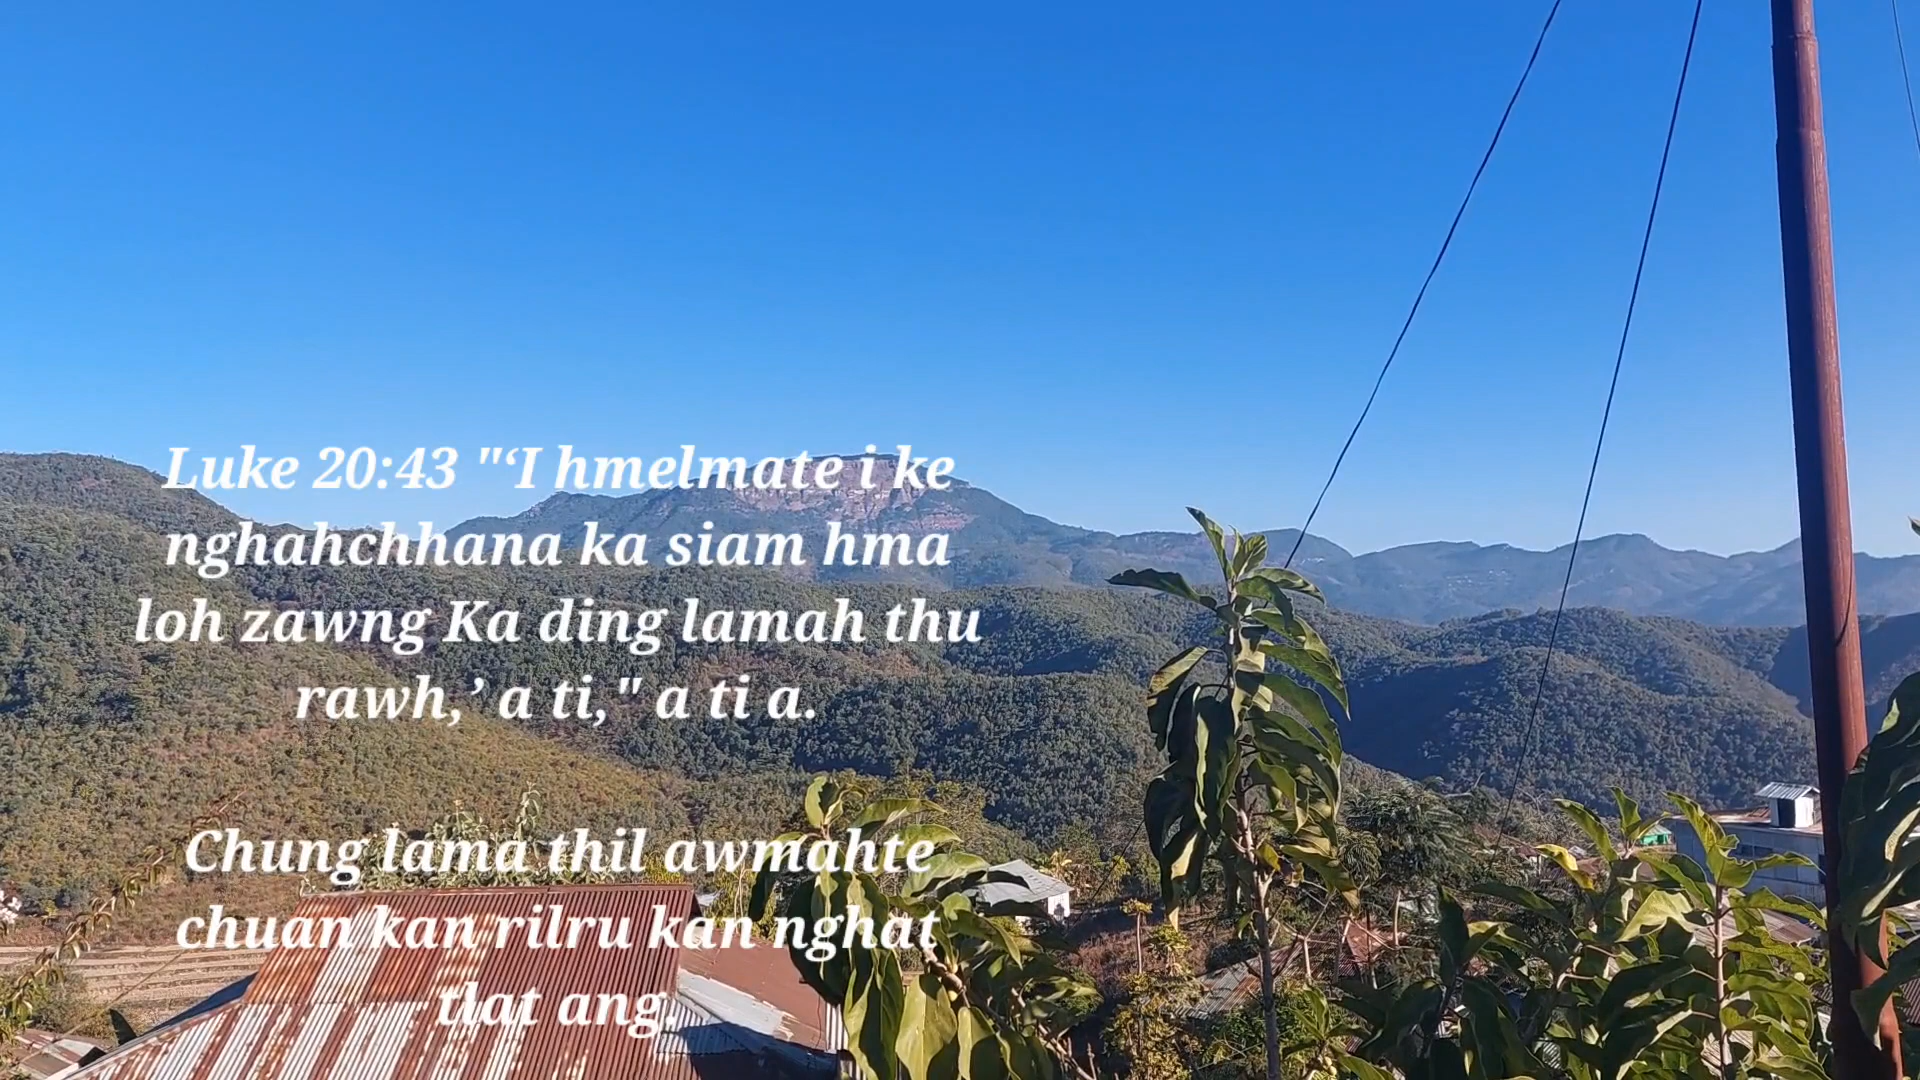 Luke 20:43 "‘I hmelmate i ke
nghahchhana ka siam hma
loh zawng Ka ding lamah thu
rawh,’ a ti," a ti a.
Chung lama thil awmahte
chuan kan rilru kan nghat
tlat ang.